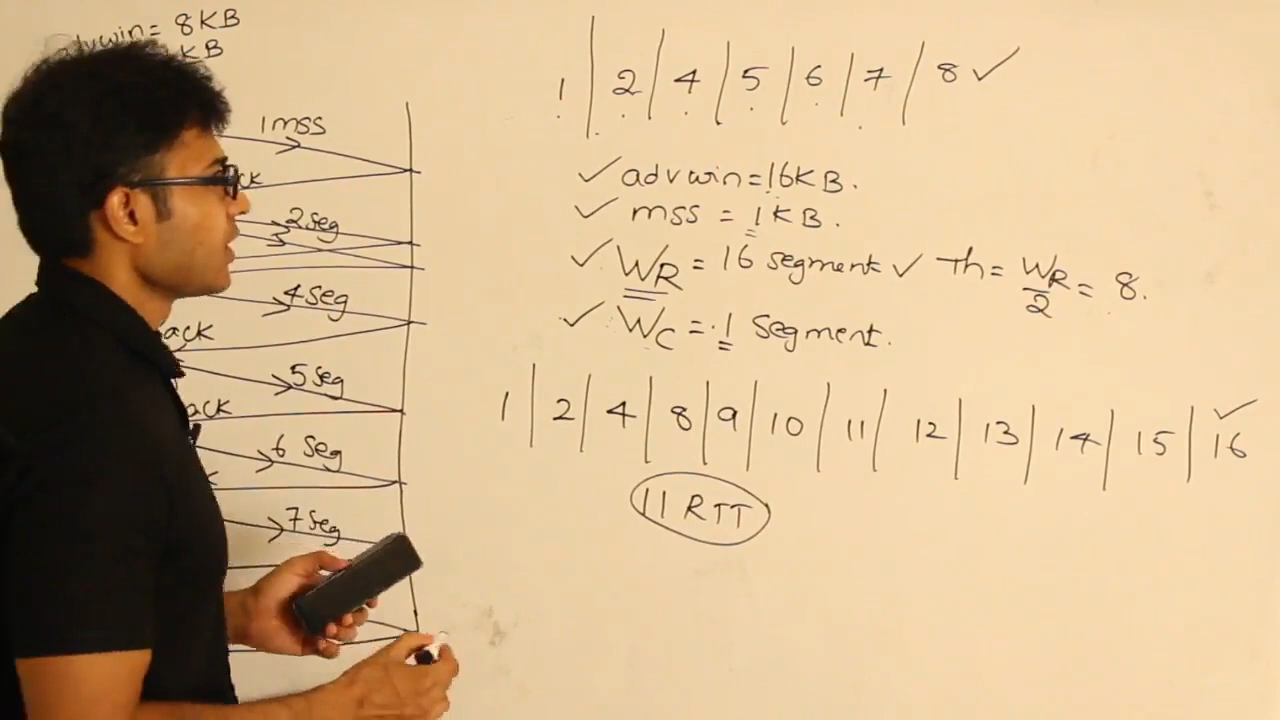 advwin = 8KB
KB
1mss
ack
2seg
4seg
ack
5seg
ack
6 seg
7seg
1 | 2 | 4 | 5 | 6 | 7 | 8 ✓
✓ advwin = 16KB.
✓ mss = 1KB.
✓ WR = 16 segment ✓ Th = WR/2 = 8.
✓ Wc = 1 Segment.
1 | 2 | 4 | 8 | 9 | 10 | 11 | 12 | 13 | 14 | 15 | 16 ✓
11 RTT